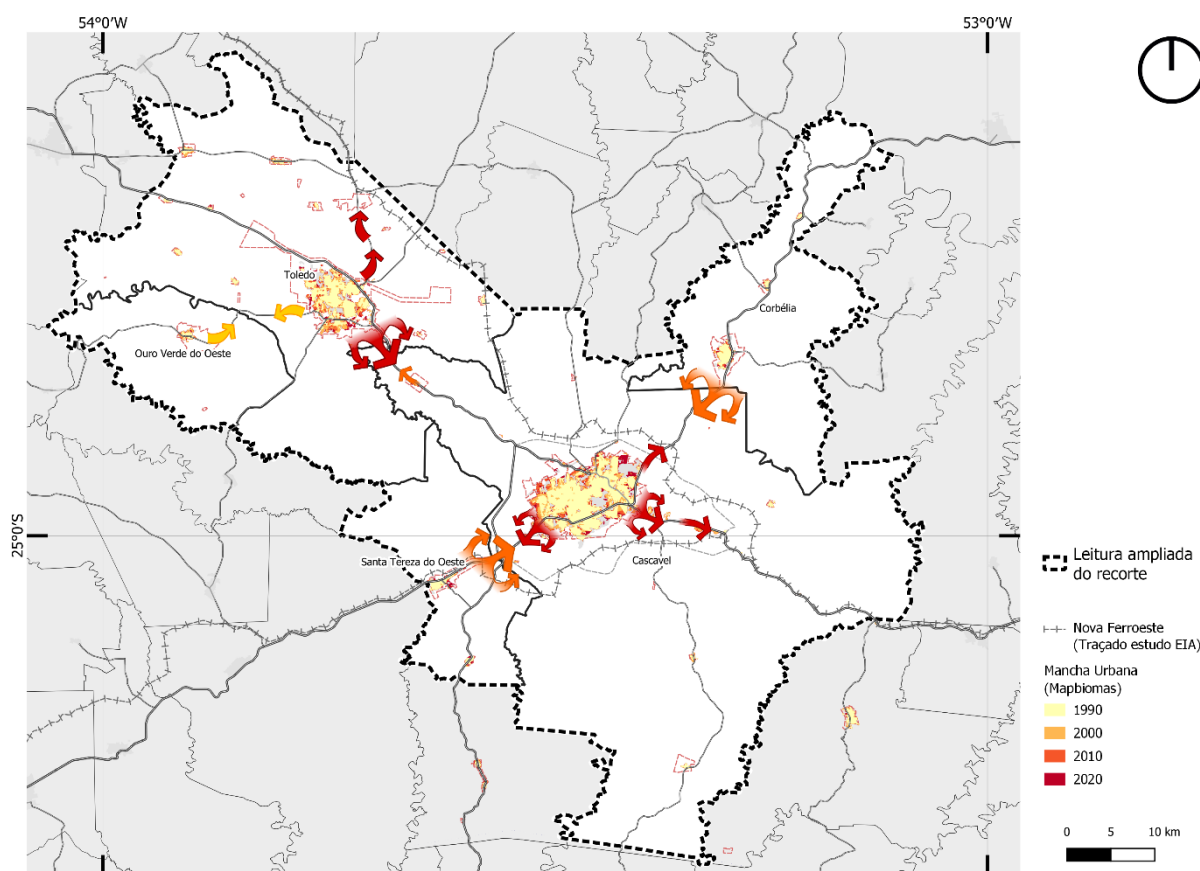 54°0'W
53°0'W
Toledo
Corbélia
Ouro Verde do Oeste
25°0'S
Santa Tereza do Oeste
Cascavel
Leitura ampliada
do recorte
Nova Ferroeste
(Traçado estudo EIA)
Mancha Urbana
(Mapbiomas)
1990
2000
2010
2020
0 5 10 km